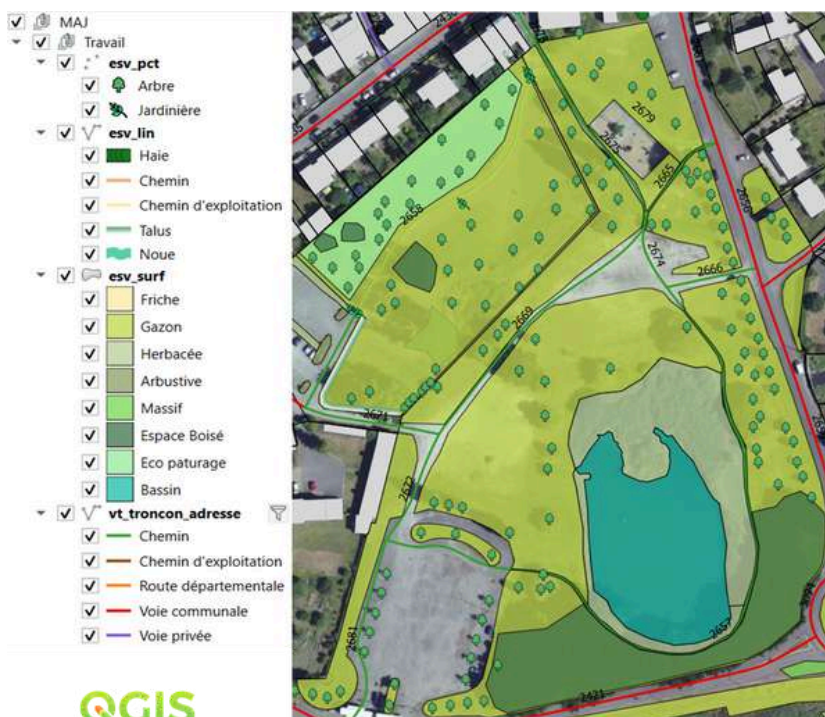 MAJ
Travail
esv_pct
Arbre
Jardinière
esv_lin
Haie
Chemin
Chemin d'exploitation
Talus
Noue
esv_surf
Friche
Gazon
Herbacée
Arbustive
Massif
Espace Boisé
Eco paturage
Bassin
vt_troncon_adresse
Chemin
Chemin d'exploitation
Route départementale
Voie communale
Voie privée
QGIS
2679
2675
2665
2658
2674
2666
2669
2671
2672
2657
2681
2421